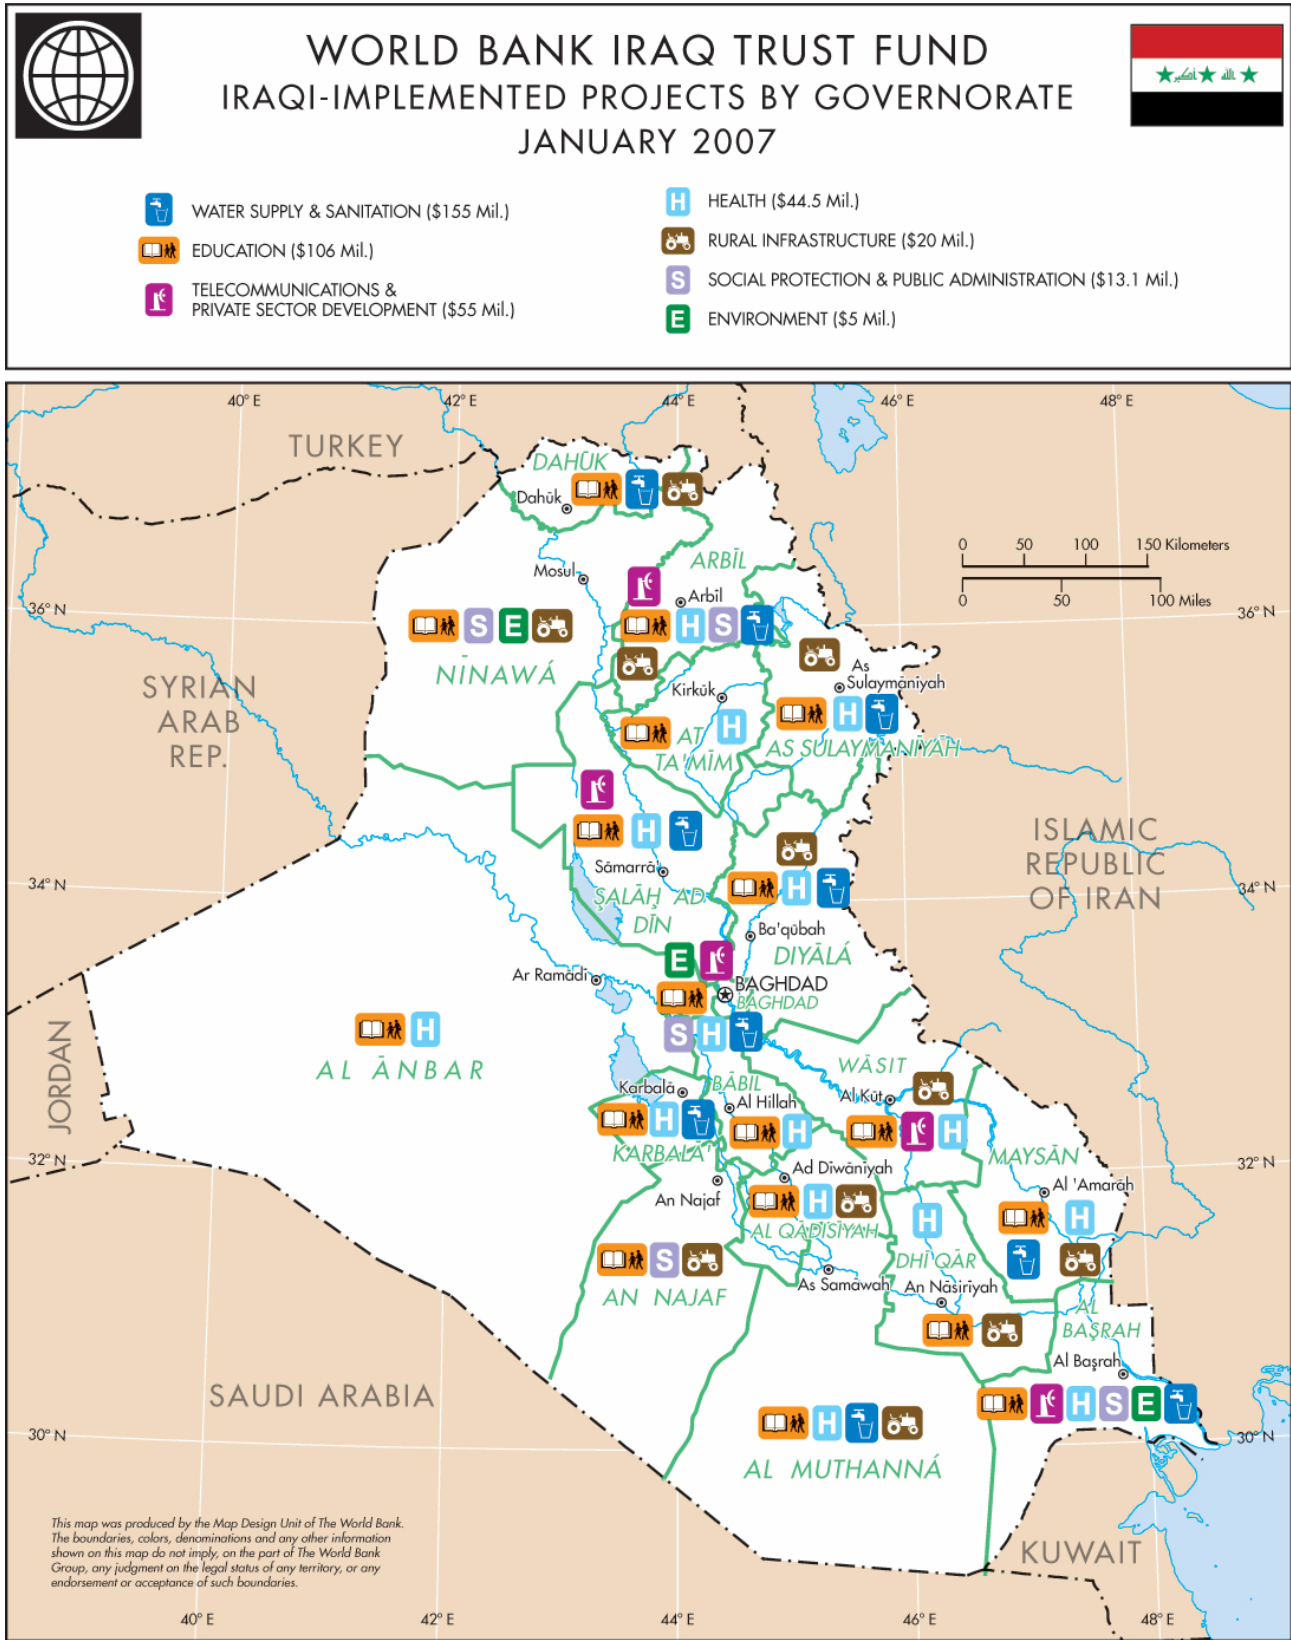 WORLD BANK IRAQ TRUST FUND
IRAQI-IMPLEMENTED PROJECTS BY GOVERNORATE
JANUARY 2007
الله أكبر
WATER SUPPLY & SANITATION ($155 Mil.)
EDUCATION ($106 Mil.)
TELECOMMUNICATIONS &
PRIVATE SECTOR DEVELOPMENT ($55 Mil.)
H HEALTH ($44.5 Mil.)
RURAL INFRASTRUCTURE ($20 Mil.)
S SOCIAL PROTECTION & PUBLIC ADMINISTRATION ($13.1 Mil.)
E ENVIRONMENT ($5 Mil.)
40° E 42° E 44° E 46° E 48° E
TURKEY
DAHŪK
Dahūk
ARBĪL
Mosul
Arbīl
0 50 100 150 Kilometers
0 50 100 Miles
36° N
36° N
S E
H S
NĪNAWÁ
As
Sulaymānīyah
SYRIAN
ARAB
REP.
Kirkūk
H
H
AT
TA'MĪM
AS SULAYMANĪYĀH
H
Sāmarrā'
ISLAMIC
REPUBLIC
OF IRAN
34° N
34° N
H
ŞALĀḤ AD
DĪN
Ba'qūbah
DIYĀLÁ
E
Ar Ramādī
BAGHDAD
BAGHDAD
S H
H
AL ĀNBAR
JORDAN
WĀSIT
Karbalā
BĀBIL
Al Hillah
Al Kūt
H
H
H
KARBALĀ'
MAYSĀN
32° N
32° N
Ad Dīwānīyah
An Najaf
Al 'Amarāh
H
H
H
AL QĀDISĪYAH
S
DHĪ QĀR
AN NAJAF
As Samāwah
An Nāsirīyah
AL
BAŞRAH
Al Başrah
SAUDI ARABIA
H S E
H
30° N
30° N
AL MUTHANNÁ
This map was produced by the Map Design Unit of The World Bank.
The boundaries, colors, denominations and any other information
shown on this map do not imply, on the part of The World Bank
Group, any judgment on the legal status of any territory, or any
endorsement or acceptance of such boundaries.
KUWAIT
40° E 42° E 44° E 46° E 48° E